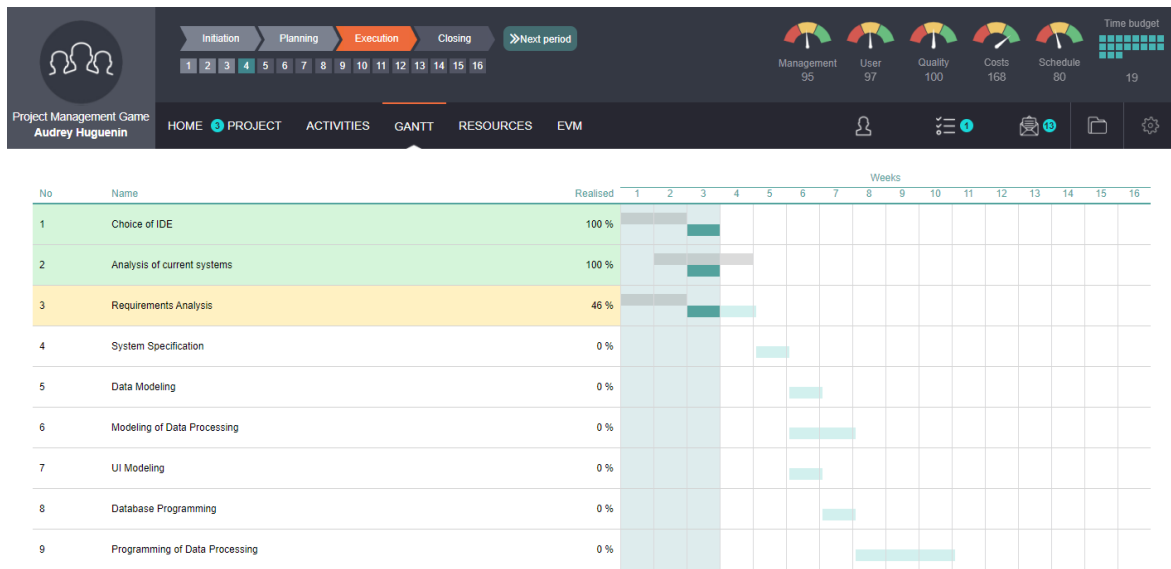 Initiation Planning Execution Closing Next period
1 2 3 4 5 6 7 8 9 10 11 12 13 14 15 16
Management 95
User 97
Quality 100
Costs 168
Schedule 80
Time budget 19
Project Management Game
Audrey Huguenin
HOME 3 PROJECT ACTIVITIES GANTT RESOURCES EVM
1 13
Weeks
No Name Realised 1 2 3 4 5 6 7 8 9 10 11 12 13 14 15 16
1 Choice of IDE 100 %
2 Analysis of current systems 100 %
3 Requirements Analysis 46 %
4 System Specification 0 %
5 Data Modeling 0 %
6 Modeling of Data Processing 0 %
7 UI Modeling 0 %
8 Database Programming 0 %
9 Programming of Data Processing 0 %